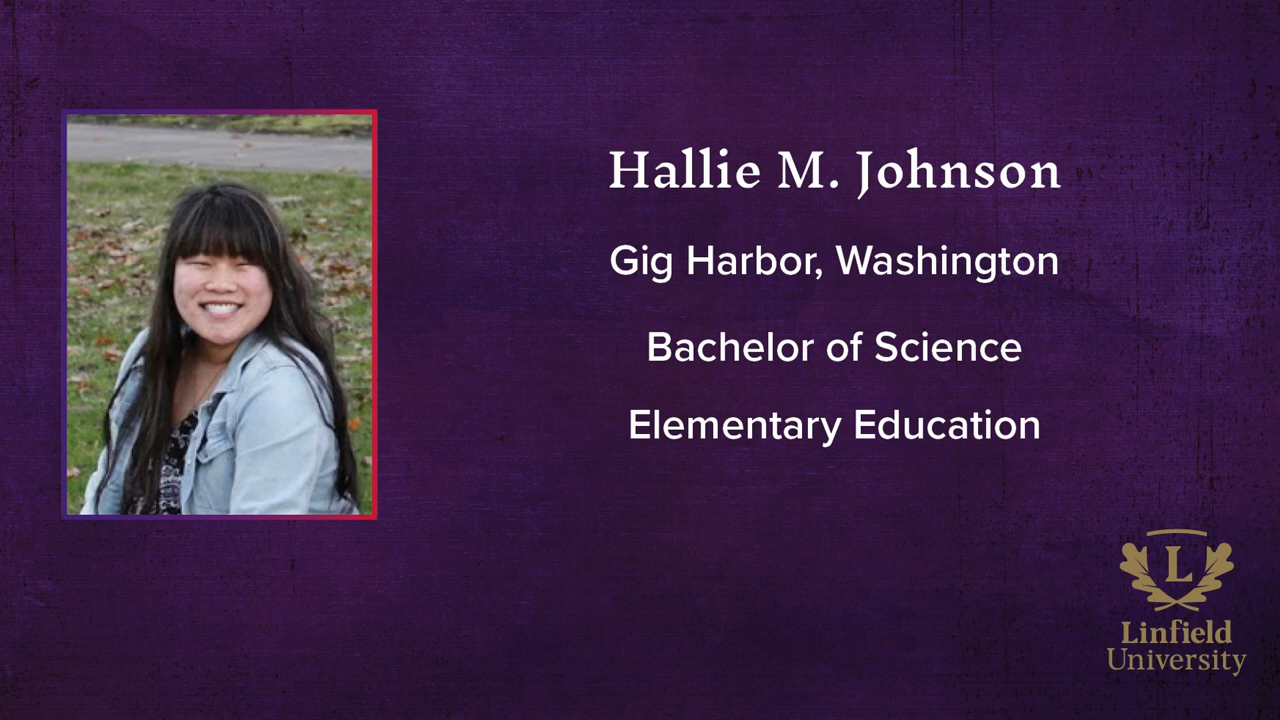 Hallie M. Johnson
Gig Harbor, Washington
Bachelor of Science
Elementary Education
L
Linfield
University